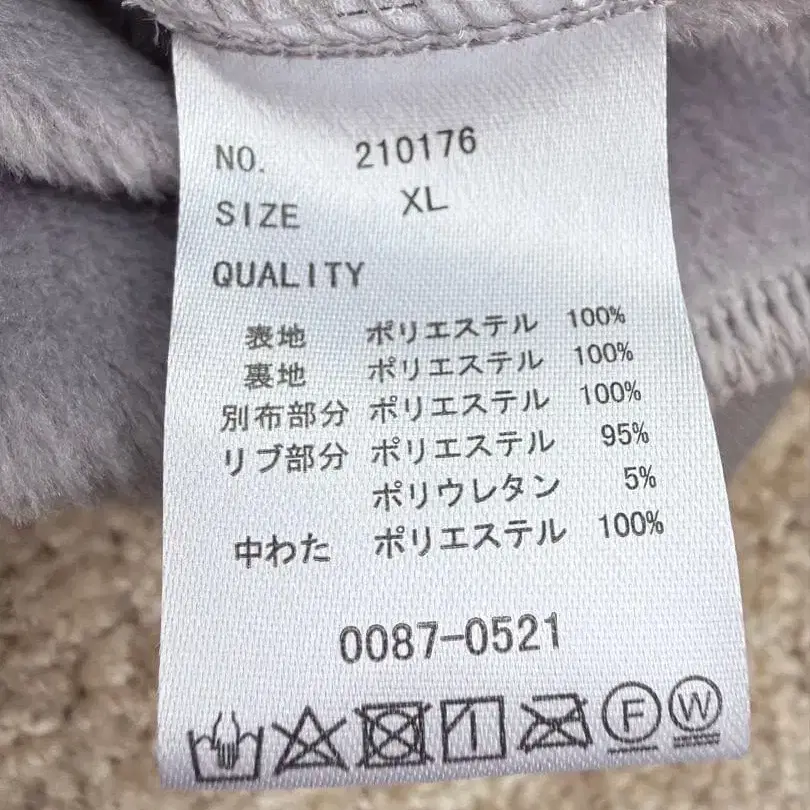 NO. 210176
SIZE XL
QUALITY
表地 ポリエステル 100%
裏地 ポリエステル 100%
別布部分 ポリエステル 100%
リブ部分 ポリエステル 95%
ポリウレタン 5%
中わた ポリエステル 100%
0087-0521
F W